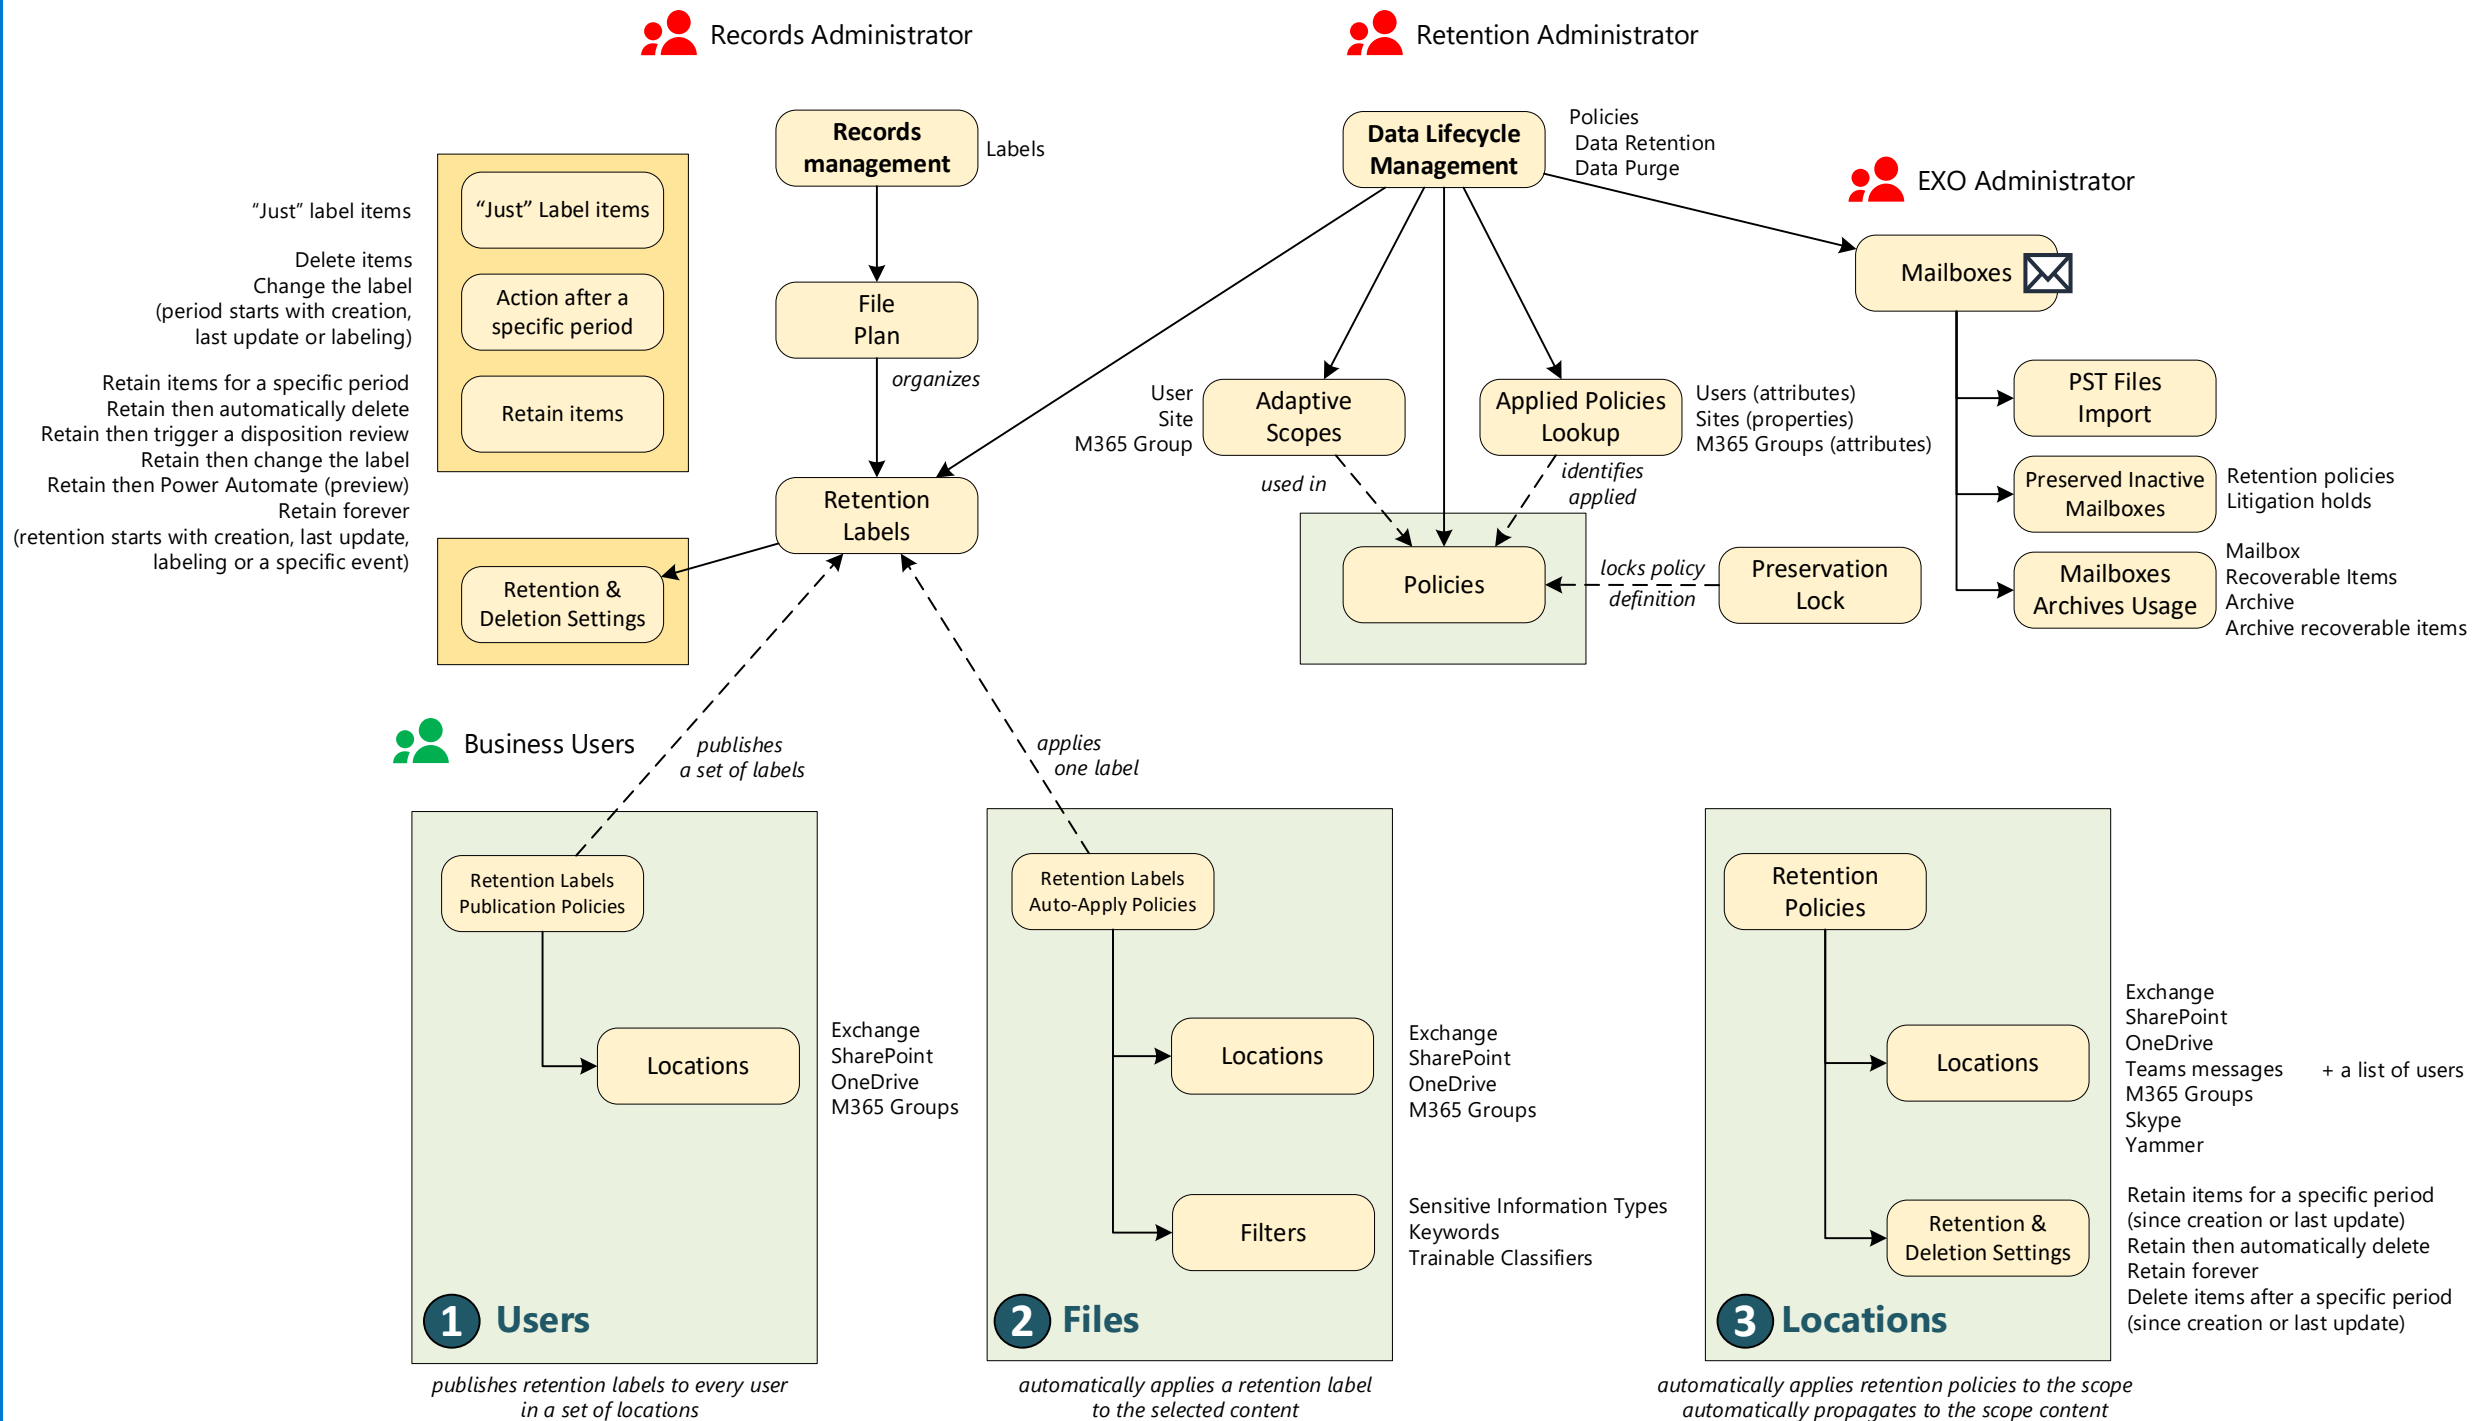 Records Administrator
Retention Administrator
Records
management
Labels
Data Lifecycle
Management
Policies
Data Retention
Data Purge
EXO Administrator
"Just" label items
Delete items
Change the label
(period starts with creation,
last update or labeling)
Retain items for a specific period
Retain then automatically delete
Retain then trigger a disposition review
Retain then change the label
Retain then Power Automate (preview)
Retain forever
(retention starts with creation, last update,
labeling or a specific event)
“Just” Label items
Action after a
specific period
Retain items
Retention &
Deletion Settings
File
Plan
organizes
Retention
Labels
User
Site
M365 Group
Adaptive
Scopes
used in
Applied Policies
Lookup
Users (attributes)
Sites (properties)
M365 Groups (attributes)
identifies
applied
Policies
locks policy
definition
Preservation
Lock
Mailboxes
PST Files
Import
Preserved Inactive
Mailboxes
Retention policies
Litigation holds
Mailboxes
Archives Usage
Mailbox
Recoverable Items
Archive
Archive recoverable items
Business Users
publishes
a set of labels
applies
one label
Retention Labels
Publication Policies
Locations
Exchange
SharePoint
OneDrive
M365 Groups
1 Users
publishes retention labels to every user
in a set of locations
Retention Labels
Auto-Apply Policies
Locations
Exchange
SharePoint
OneDrive
M365 Groups
Filters
Sensitive Information Types
Keywords
Trainable Classifiers
2 Files
automatically applies a retention label
to the selected content
Retention
Policies
Locations
Exchange
SharePoint
OneDrive
Teams messages
M365 Groups
Skype
Yammer
+ a list of users
Retention &
Deletion Settings
Retain items for a specific period
(since creation or last update)
Retain then automatically delete
Retain forever
Delete items after a specific period
(since creation or last update)
3 Locations
automatically applies retention policies to the scope
automatically propagates to the scope content